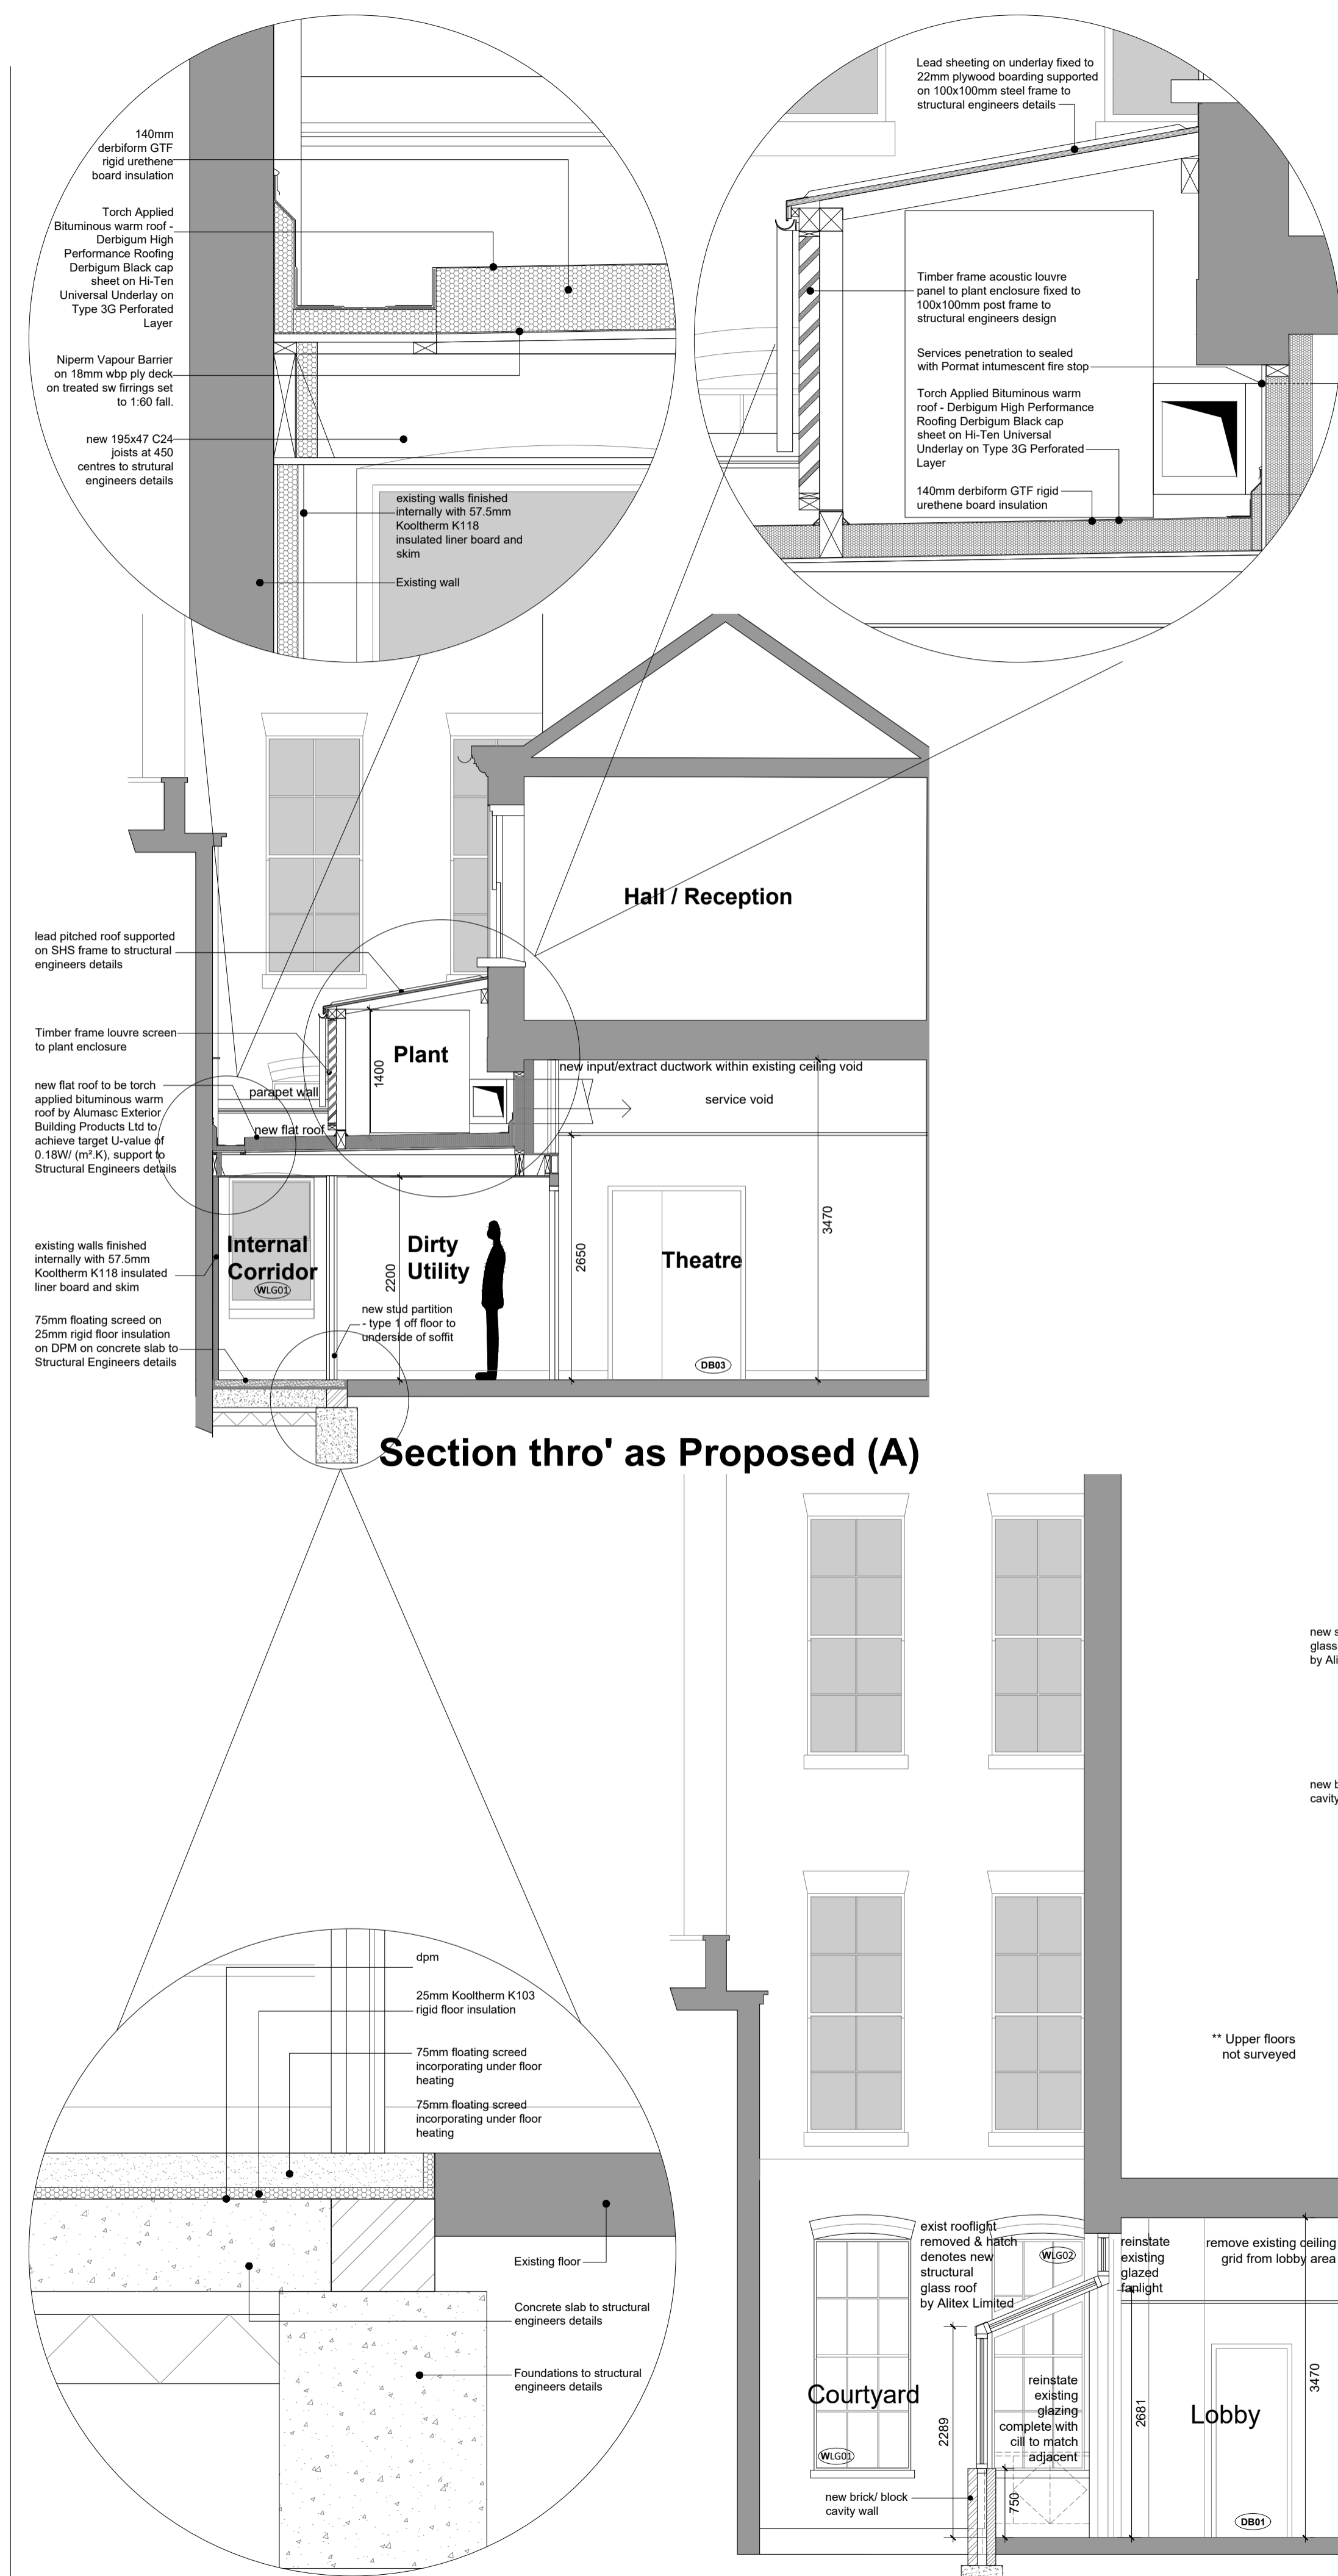 140mm
derbiform GTF
rigid urethene
board insulation
Torch Applied
Bituminous warm roof -
Derbigum High
Performance Roofing
Derbigum Black cap
sheet on Hi-Ten
Universal Underlay on
Type 3G Perforated
Layer
Niperm Vapour Barrier
on 18mm wbp ply deck
on treated sw firrings set
to 1:60 fall.
new 195x47 C24
joists at 450
centres to strutural
engineers details
existing walls finished
internally with 57.5mm
Kooltherm K118
insulated liner board and
skim
Existing wall
Lead sheeting on underlay fixed to
22mm plywood boarding supported
on 100x100mm steel frame to
structural engineers details
Timber frame acoustic louvre
panel to plant enclosure fixed to
100x100mm post frame to
structural engineers design
Services penetration to sealed
with Pormat intumescent fire stop
Torch Applied Bituminous warm
roof - Derbigum High Performance
Roofing Derbigum Black cap
sheet on Hi-Ten Universal
Underlay on Type 3G Perforated
Layer
140mm derbiform GTF rigid
urethene board insulation
Hall / Reception
lead pitched roof supported
on SHS frame to structural
engineers details
Timber frame louvre screen
to plant enclosure
new flat roof to be torch
applied bituminous warm
roof by Alumasc Exterior
Building Products Ltd to
achieve target U-value of
0.18W/ (m².K), support to
Structural Engineers details
existing walls finished
internally with 57.5mm
Kooltherm K118 insulated
liner board and skim
75mm floating screed on
25mm rigid floor insulation
on DPM on concrete slab to
Structural Engineers details
Plant
1400
parapet wall
new flat roof
new input/extract ductwork within existing ceiling void
service void
Internal
Corridor
WLG01
Dirty
Utility
2200
new stud partition
- type 1 off floor to
underside of soffit
2650
Theatre
3470
DB03
Section thro' as Proposed (A)
dpm
25mm Kooltherm K103
rigid floor insulation
75mm floating screed
incorporating under floor
heating
75mm floating screed
incorporating under floor
heating
Existing floor
Concrete slab to structural
engineers details
Foundations to structural
engineers details
new s
glass
by Ali
new b
cavity
** Upper floors
not surveyed
exist rooflight
removed & hatch
denotes new
structural
glass roof
by Alitex Limited
WLG02
reinstate
existing
glazed
fanlight
remove existing ceiling
grid from lobby area
Courtyard
WLG01
2289
reinstate
existing
glazing
complete with
cill to match
adjacent
2681
Lobby
3470
new brick/ block
cavity wall
750
DB01